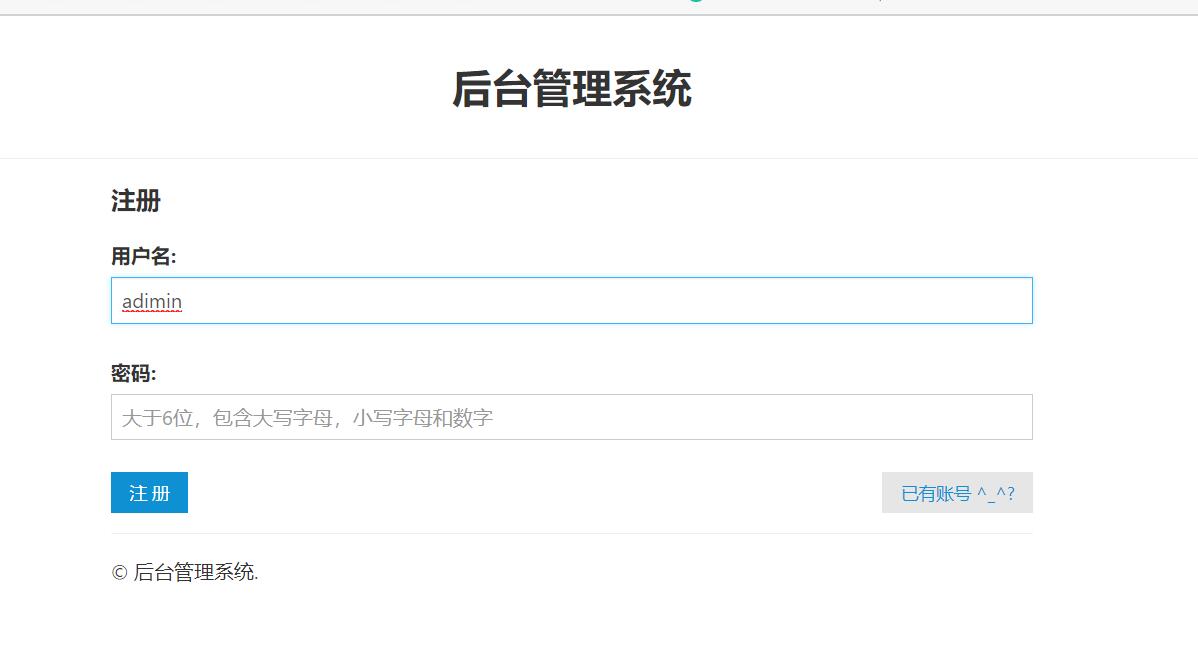 后台管理系统
注册
用户名:
adimin
密码:
大于6位，包含大写字母，小写字母和数字
注 册
已有账号 ^_^?
© 后台管理系统.